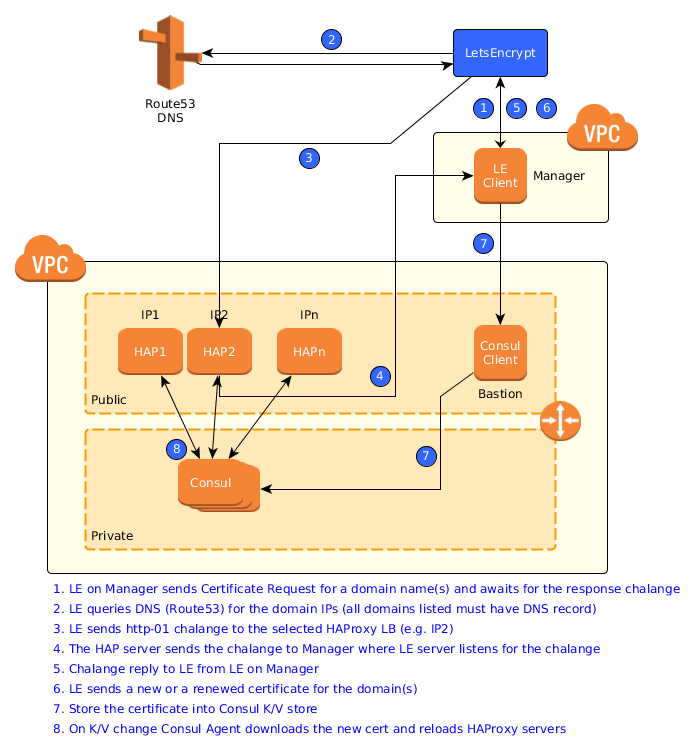 2
LetsEncrypt
Route53
DNS
1
5
6
VPC
3
LE
Client
Manager
7
VPC
IP1
IP2
IPn
HAP1
HAP2
HAPn
Consul
Client
4
Public
Bastion
8
7
Consul
Private
1. LE on Manager sends Certificate Request for a domain name(s) and awaits for the response chalange
2. LE queries DNS (Route53) for the domain IPs (all domains listed must have DNS record)
3. LE sends http-01 chalange to the selected HAProxy LB (e.g. IP2)
4. The HAP server sends the chalange to Manager where LE server listens for the chalange
5. Chalange reply to LE from LE on Manager
6. LE sends a new or a renewed certificate for the domain(s)
7. Store the certificate into Consul K/V store
8. On K/V change Consul Agent downloads the new cert and reloads HAProxy servers